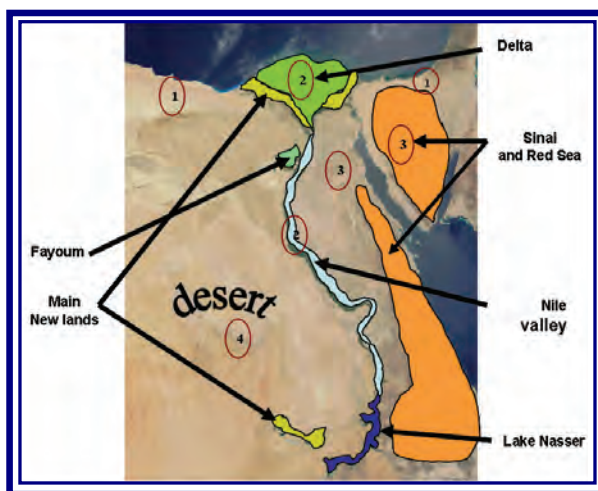 Delta
1
2
1
3
Sinai
and Red Sea
3
Fayoum
2
Main
New lands
desert
Nile
valley
4
Lake Nasser